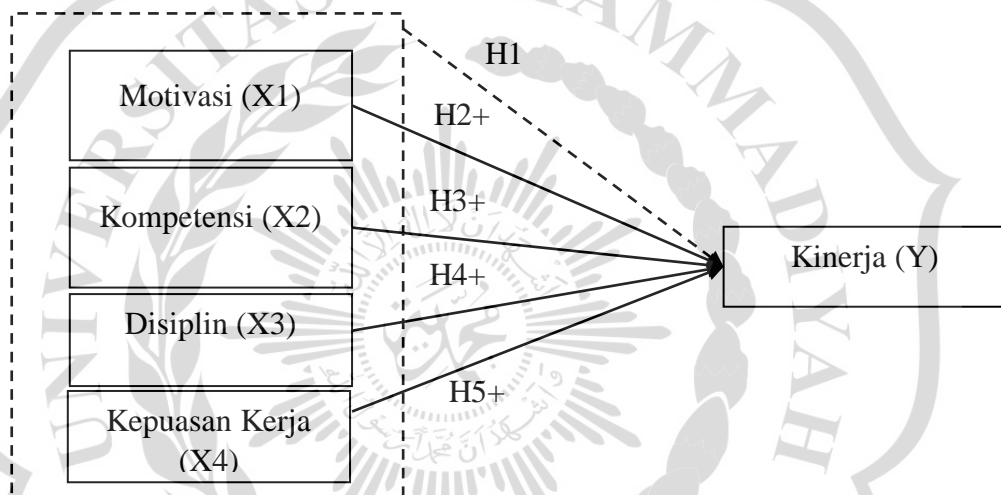 H1
Motivasi (X1)
H2+
H3+
Kompetensi (X2)
Kinerja (Y)
H4+
Disiplin (X3)
H5+
Kepuasan Kerja
(X4)